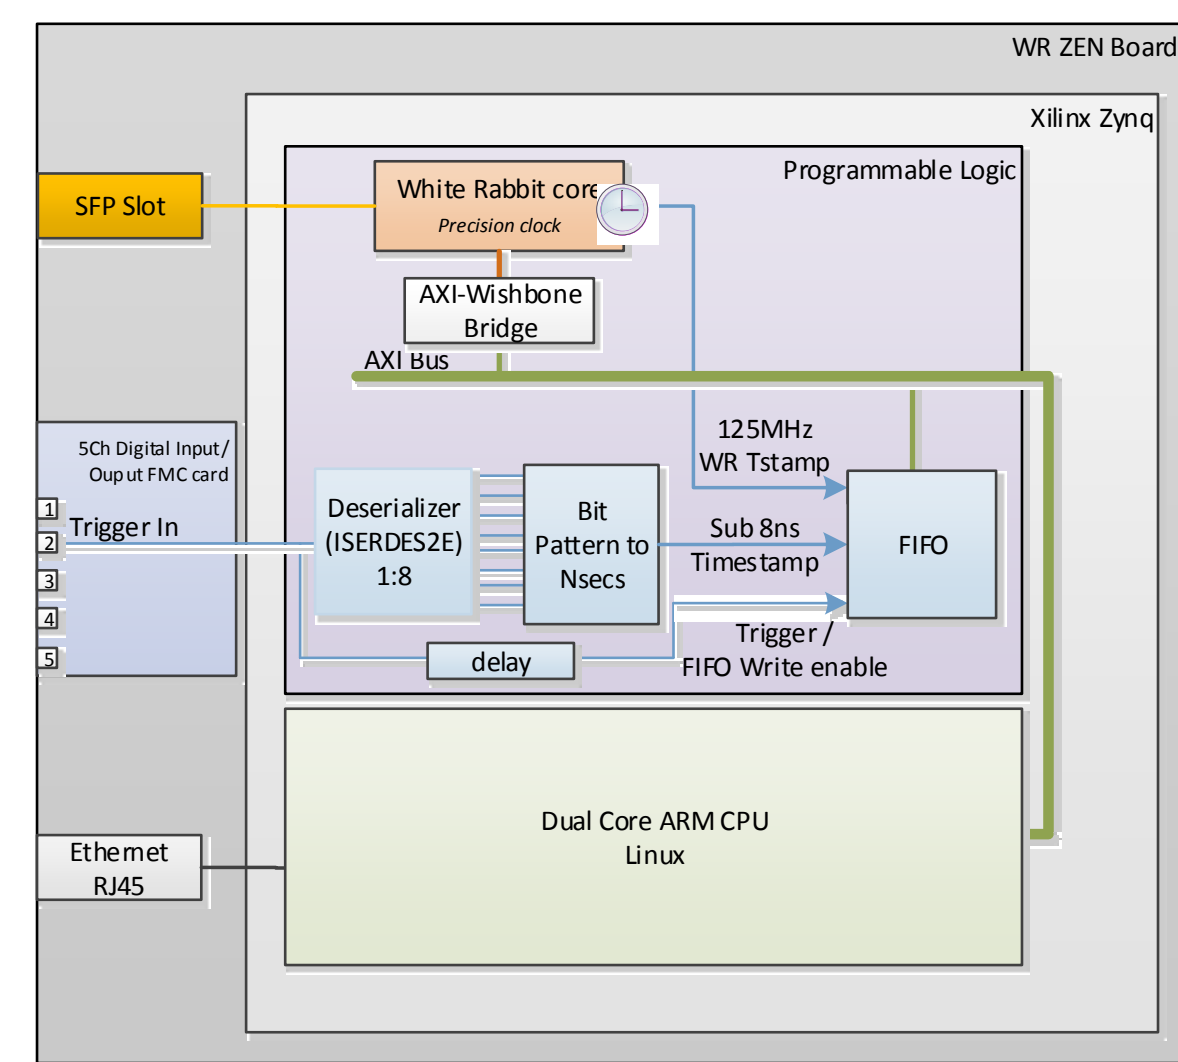 WR ZEN Board
Xilinx Zynq
Programmable Logic
SFP Slot
White Rabbit core
Precision clock
AXI-Wishbone
Bridge
AXI Bus
125MHz
WR Tstamp
5Ch Digital Input/
Ouput FMC card
1
2
3
4
5
Trigger In
Deserializer
(ISERDES2E)
1:8
Bit
Pattern to
Nsecs
Sub 8ns
Timestamp
FIFO
Trigger /
FIFO Write enable
delay
Dual Core ARM CPU
Linux
Ethernet
RJ45